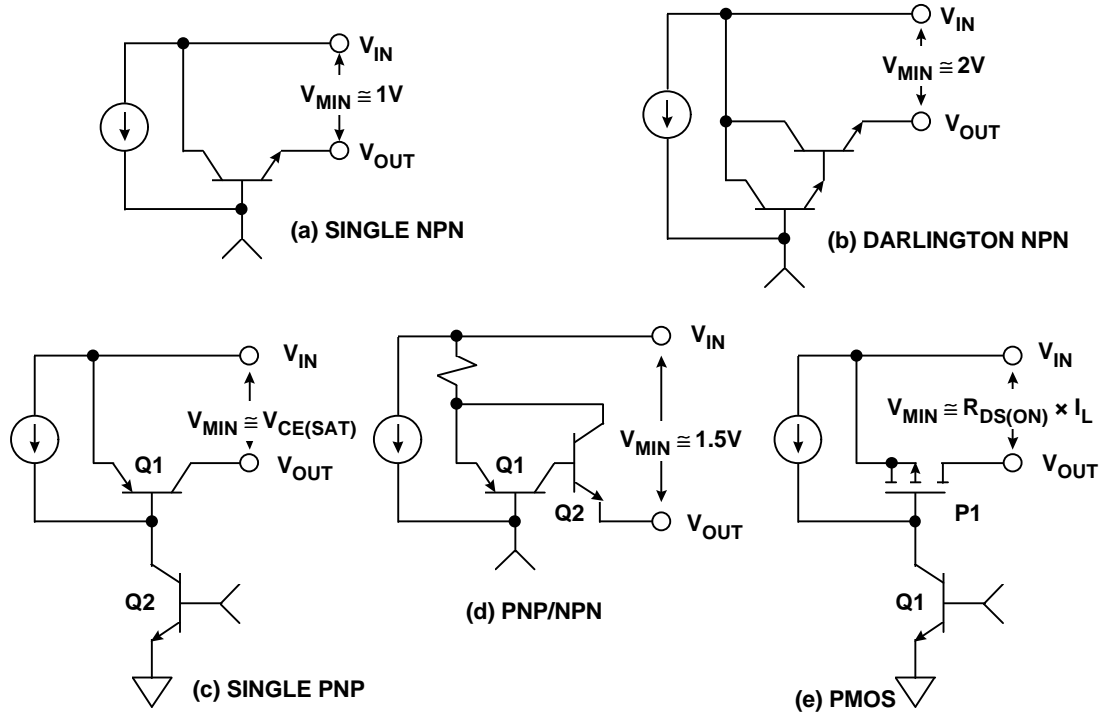 V_IN
V_MIN ≅ 1V
V_OUT
(a) SINGLE NPN
V_IN
V_MIN ≅ 2V
V_OUT
(b) DARLINGTON NPN
V_IN
V_MIN ≅ V_CE(SAT)
V_OUT
Q1
Q2
(c) SINGLE PNP
V_IN
V_MIN ≅ 1.5V
Q1
Q2
V_OUT
(d) PNP/NPN
V_IN
V_MIN ≅ R_DS(ON) × I_L
V_OUT
P1
Q1
(e) PMOS